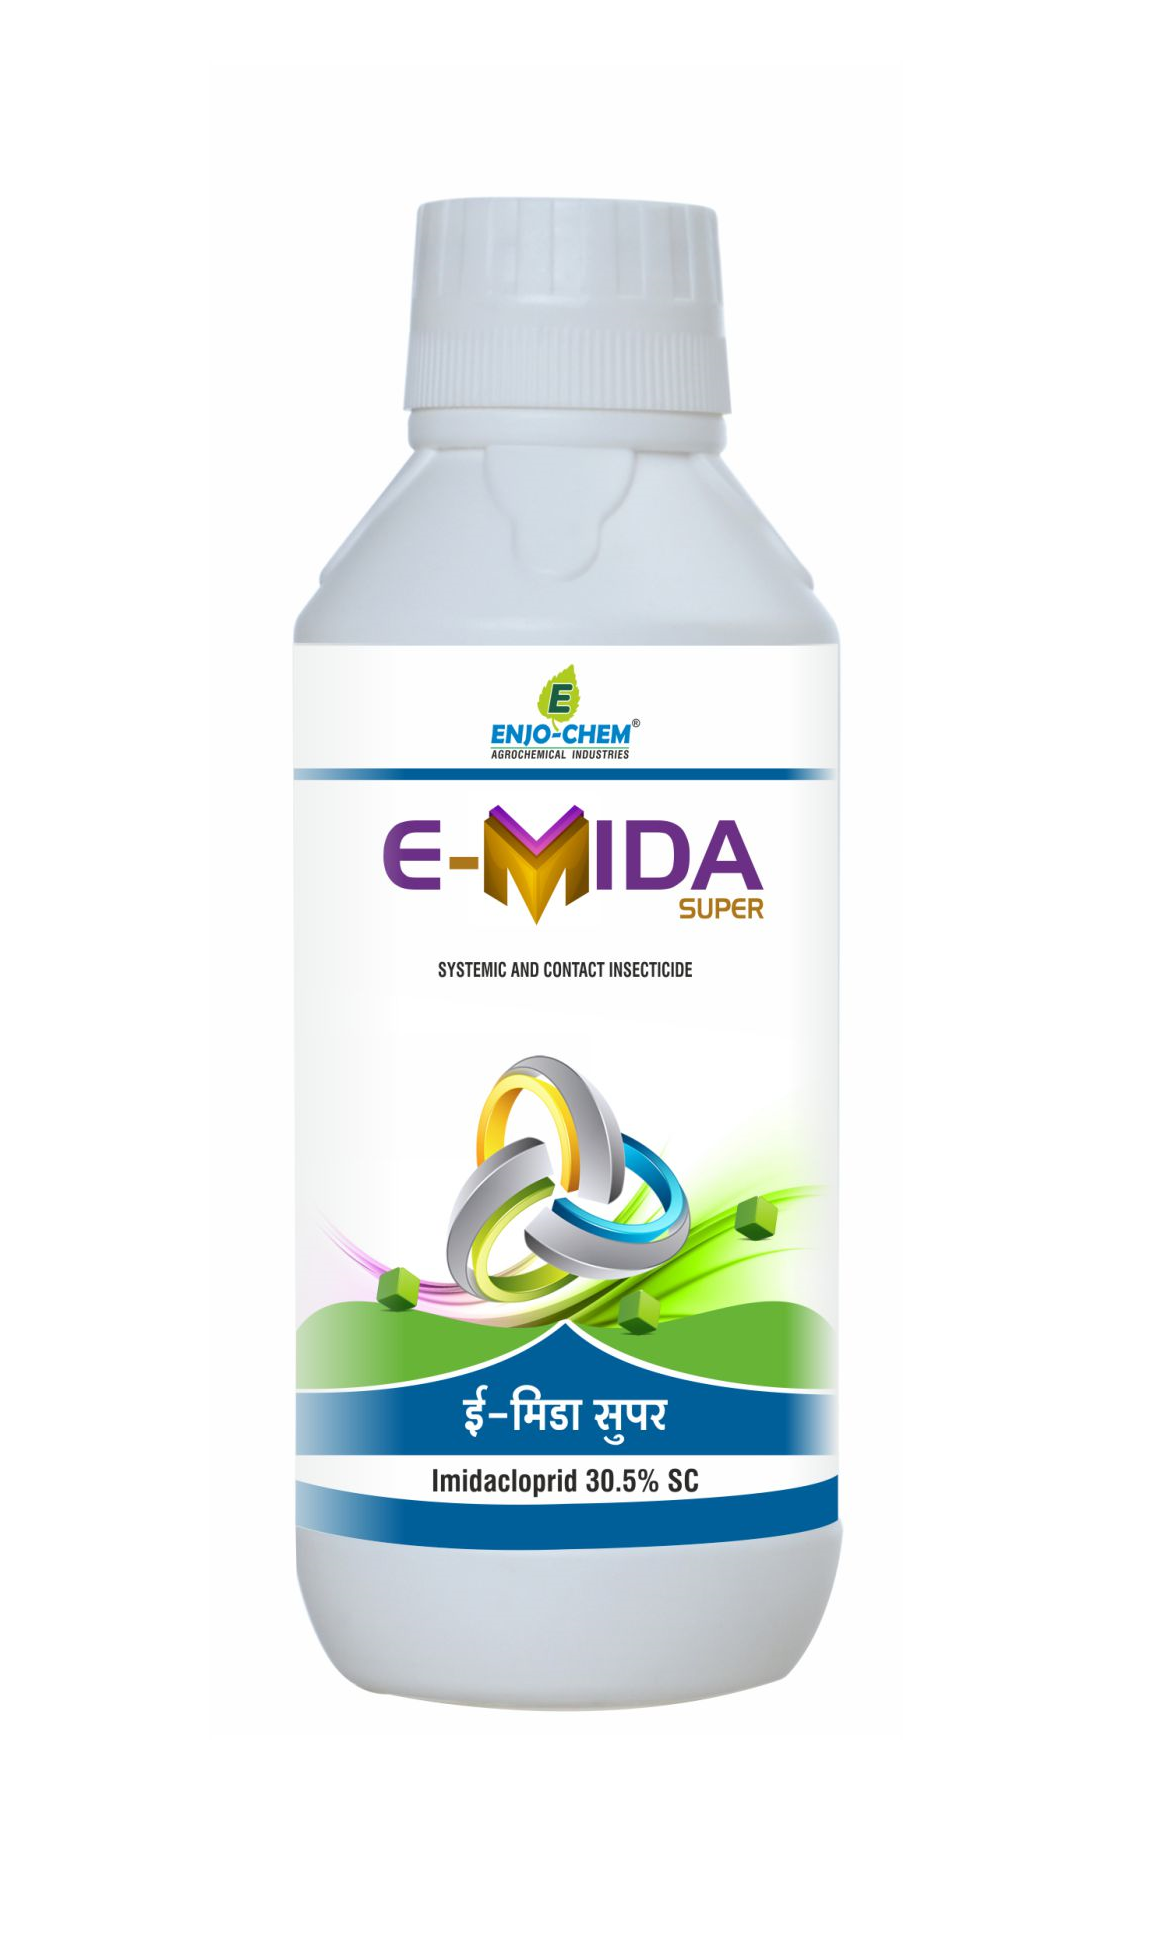 E
ENJO-CHEM®
AGROCHEMICAL INDUSTRIES
E-MIDA
SUPER
SYSTEMIC AND CONTACT INSECTICIDE
ई-मिडा सुपर
Imidacloprid 30.5% SC